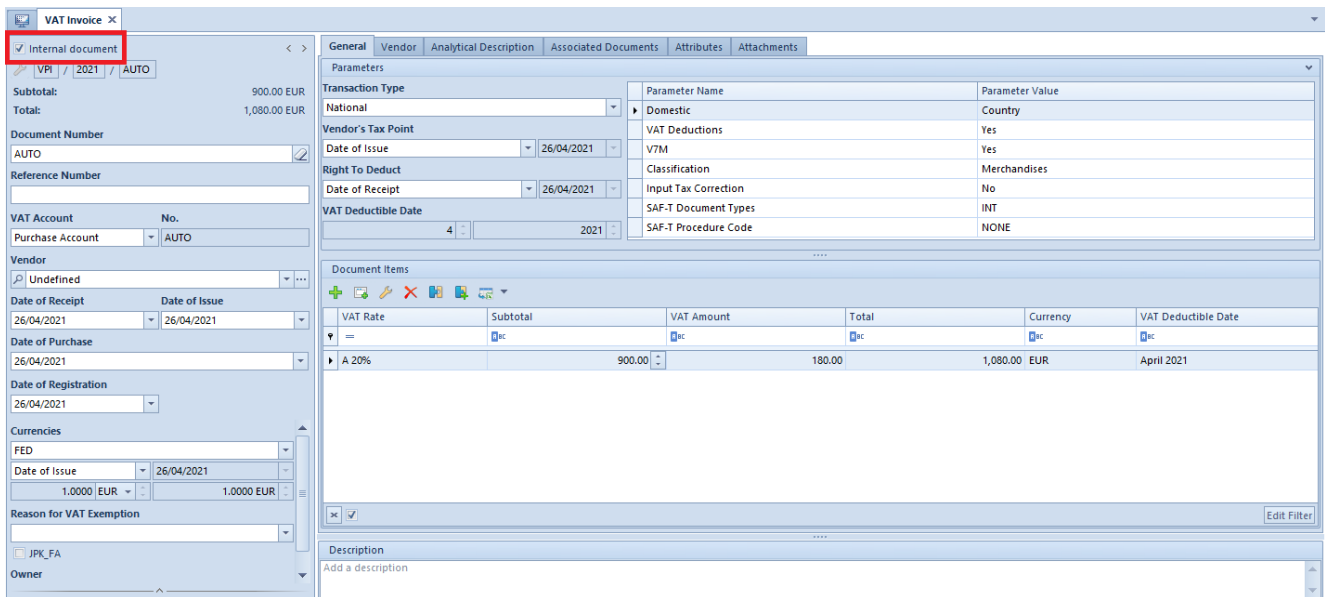 VAT Invoice
Internal document
VPI / 2021 / AUTO
Subtotal: 900.00 EUR
Total: 1,080.00 EUR
Document Number
AUTO
Reference Number
VAT Account No.
Purchase Account AUTO
Vendor
Undefined
Date of Receipt Date of Issue
26/04/2021 26/04/2021
Date of Purchase
26/04/2021
Date of Registration
26/04/2021
Currencies
FED
Date of Issue 26/04/2021
1.0000 EUR 1.0000 EUR
Reason for VAT Exemption
JPK_FA
Owner
General Vendor Analytical Description Associated Documents Attributes Attachments
Parameters
Transaction Type
National
Vendor's Tax Point
Date of Issue 26/04/2021
Right To Deduct
Date of Receipt 26/04/2021
VAT Deductible Date
4 2021
Parameter Name Parameter Value
Domestic Country
VAT Deductions Yes
V7M Yes
Classification Merchandises
Input Tax Correction No
SAF-T Document Types INT
SAF-T Procedure Code NONE
Document Items
VAT Rate Subtotal VAT Amount Total Currency VAT Deductible Date
=
A 20% 900.00 180.00 1,080.00 EUR April 2021
Edit Filter
Description
Add a description